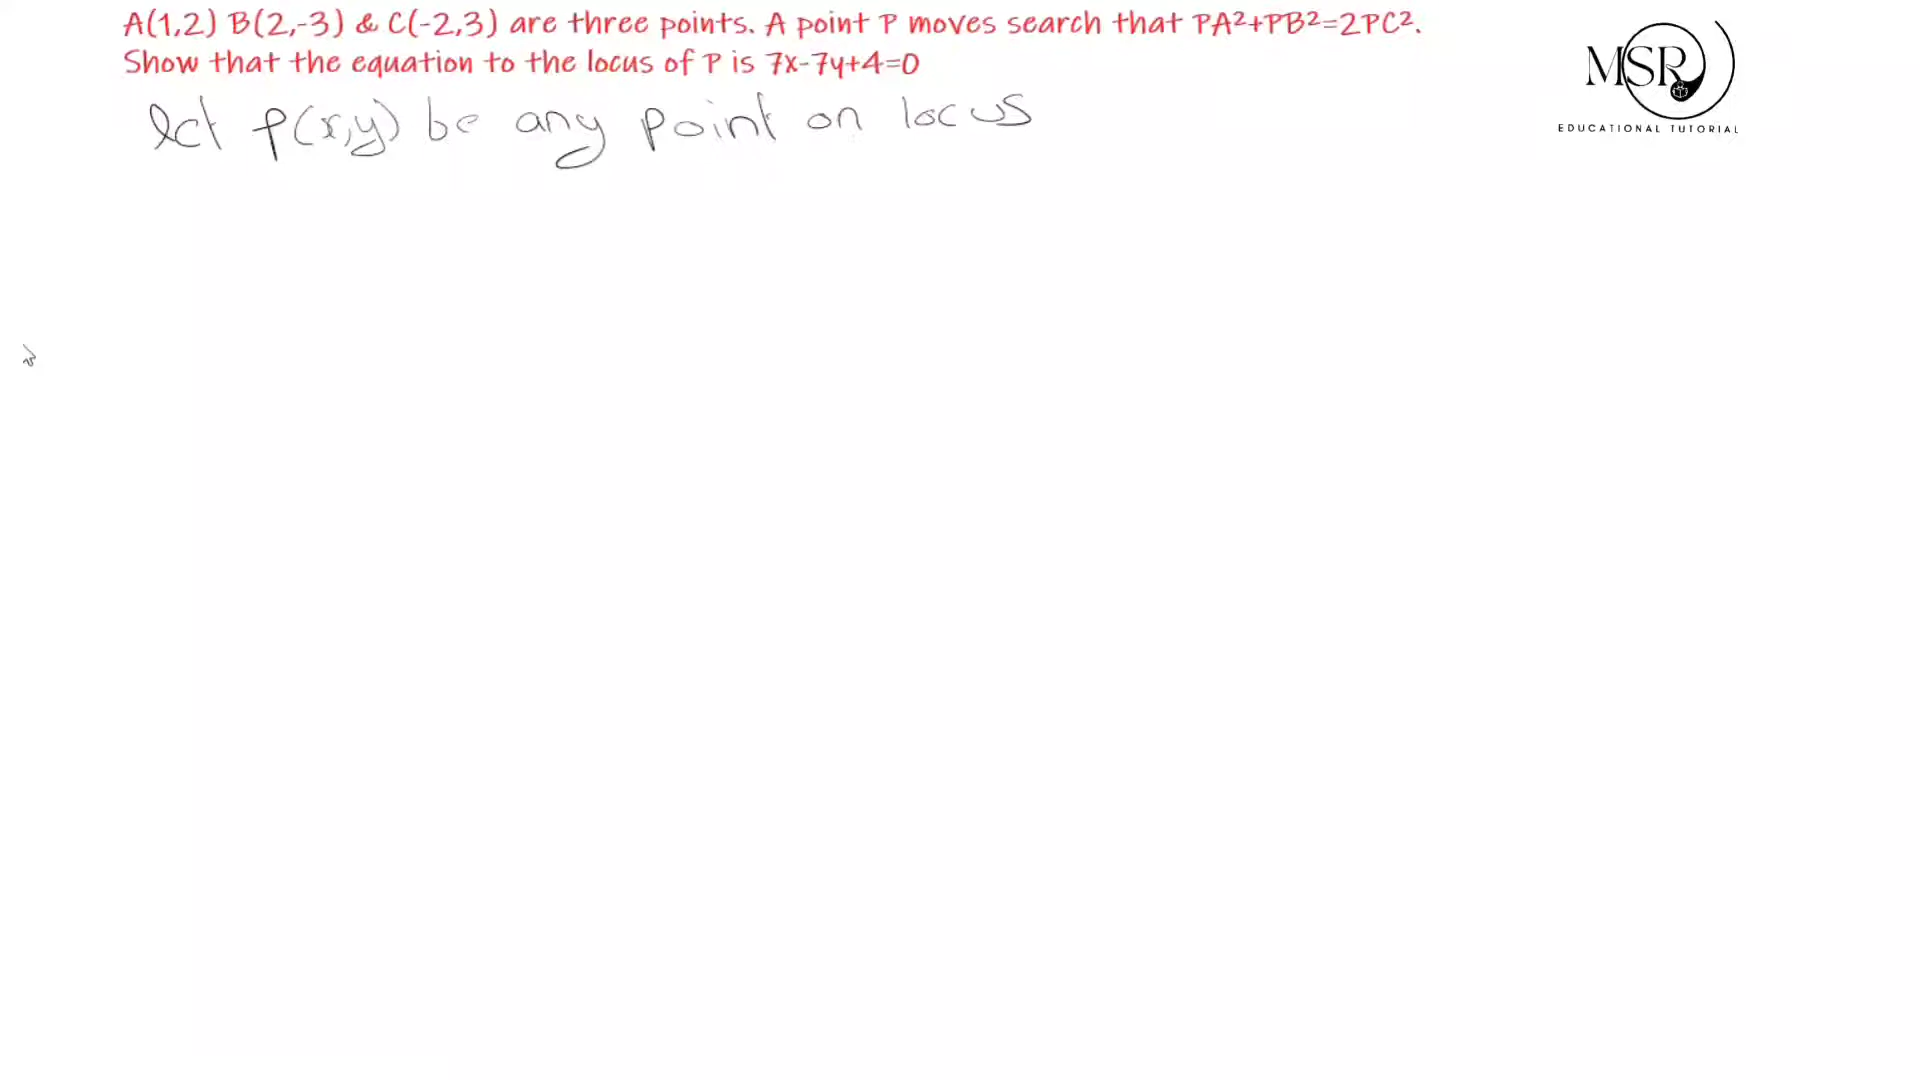 A(1,2) B(2,-3) & C(-2,3) are three points. A point P moves search that PA²+PB²=2PC².
Show that the equation to the locus of P is 7x-7y+4=0
let P(x,y) be any point on locus
MSR
EDUCATIONAL TUTORIAL